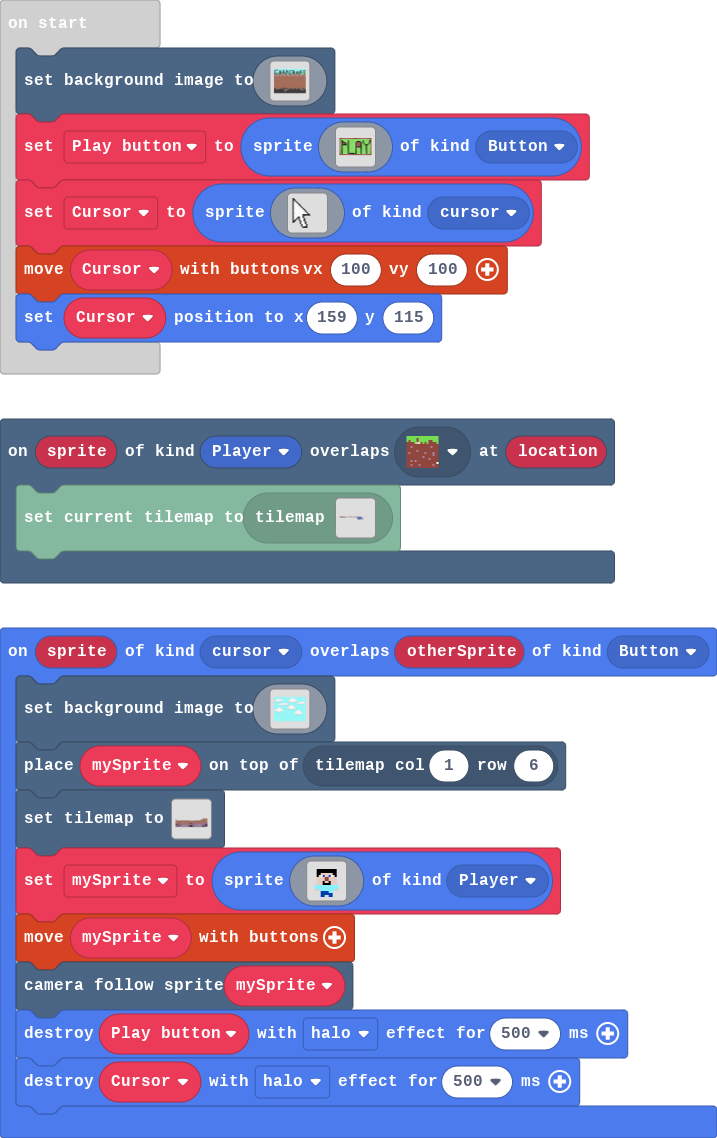 on start
set background image to
set Play button to sprite PLAY of kind Button
set Cursor to sprite of kind cursor
move Cursor with buttons vx 100 vy 100
set Cursor position to x 159 y 115
on sprite of kind Player overlaps at location
set current tilemap to tilemap
on sprite of kind cursor overlaps otherSprite of kind Button
set background image to
place mySprite on top of tilemap col 1 row 6
set tilemap to
set mySprite to sprite of kind Player
move mySprite with buttons
camera follow sprite mySprite
destroy Play button with halo effect for 500 ms
destroy Cursor with halo effect for 500 ms